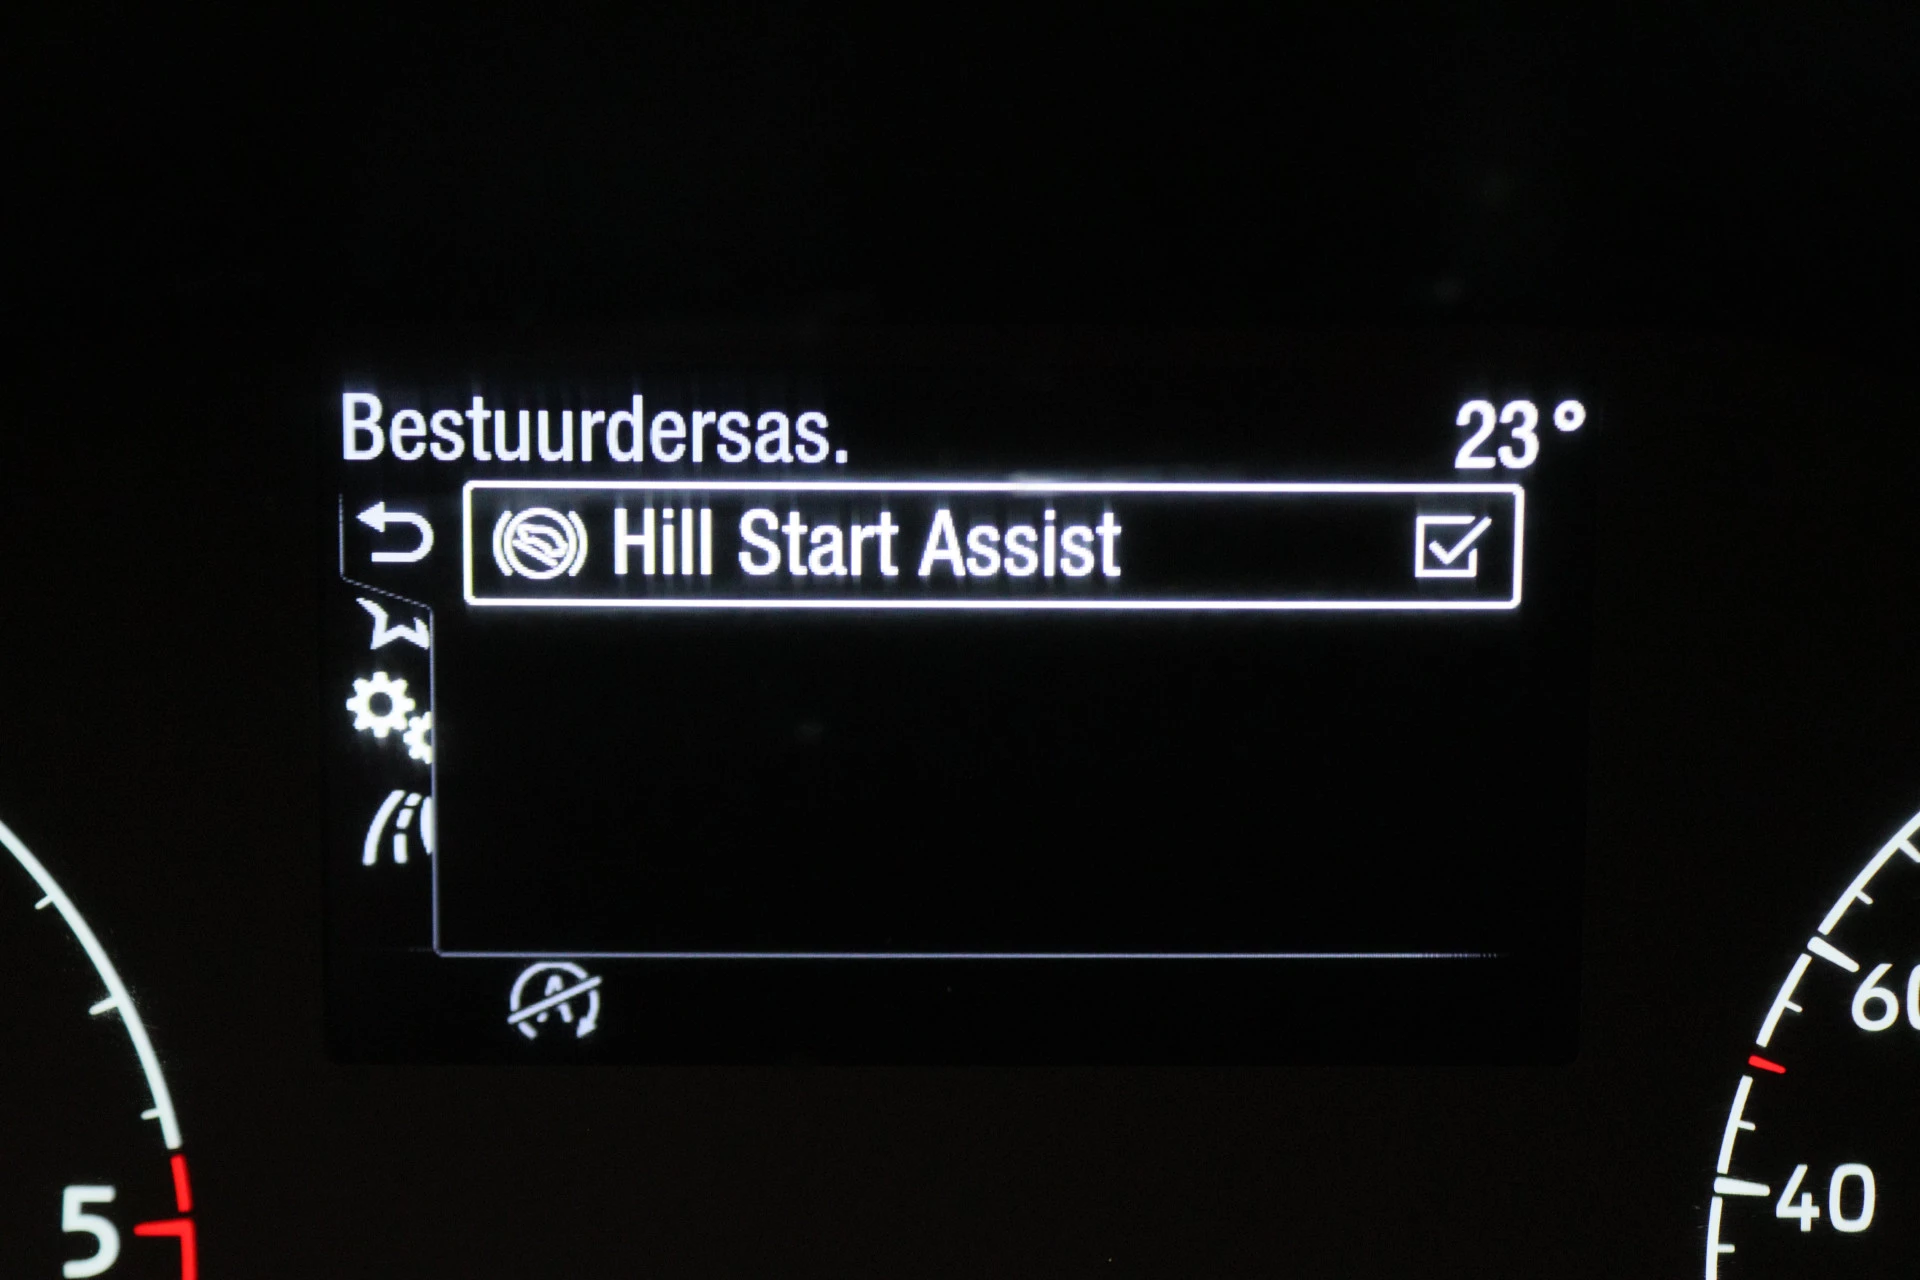 Bestuurdersas. 23°
Hill Start Assist
A
60
5
40